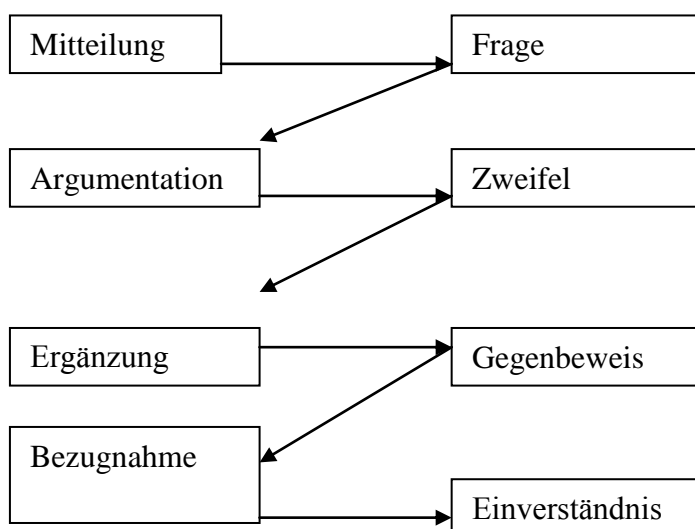 Mitteilung
Frage
Argumentation
Zweifel
Ergänzung
Gegenbeweis
Bezugnahme
Einverständnis